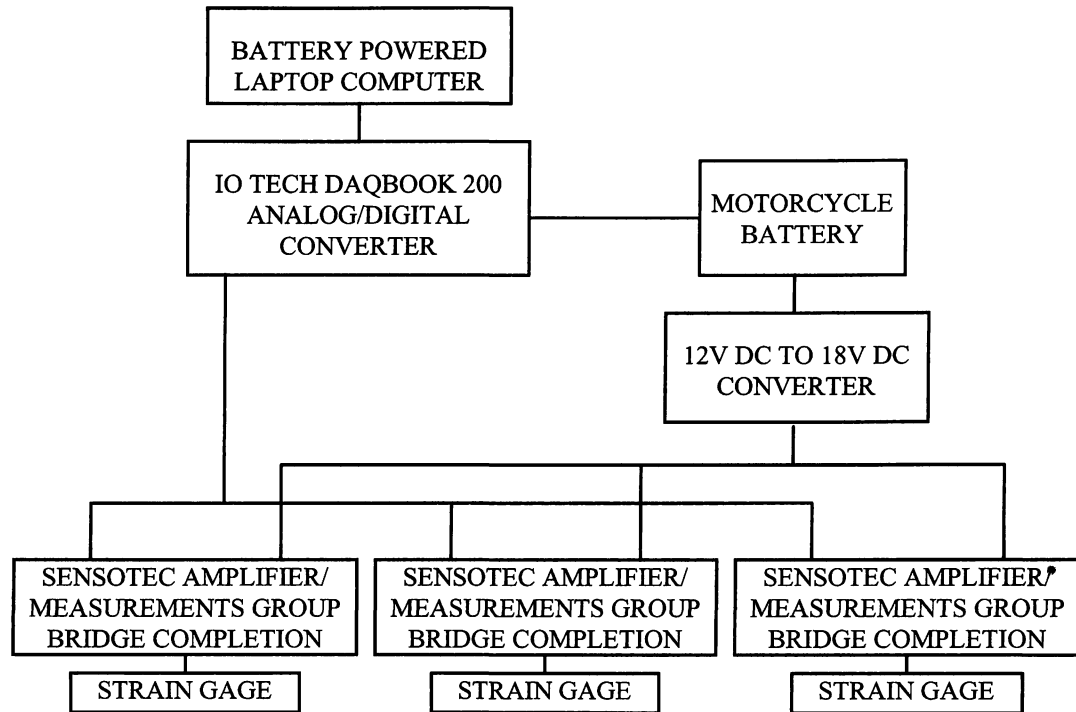 BATTERY POWERED
LAPTOP COMPUTER
IO TECH DAQBOOK 200
ANALOG/DIGITAL
CONVERTER
MOTORCYCLE
BATTERY
12V DC TO 18V DC
CONVERTER
SENSOTEC AMPLIFIER/
MEASUREMENTS GROUP
BRIDGE COMPLETION
SENSOTEC AMPLIFIER/
MEASUREMENTS GROUP
BRIDGE COMPLETION
SENSOTEC AMPLIFIER/
MEASUREMENTS GROUP
BRIDGE COMPLETION
STRAIN GAGE
STRAIN GAGE
STRAIN GAGE